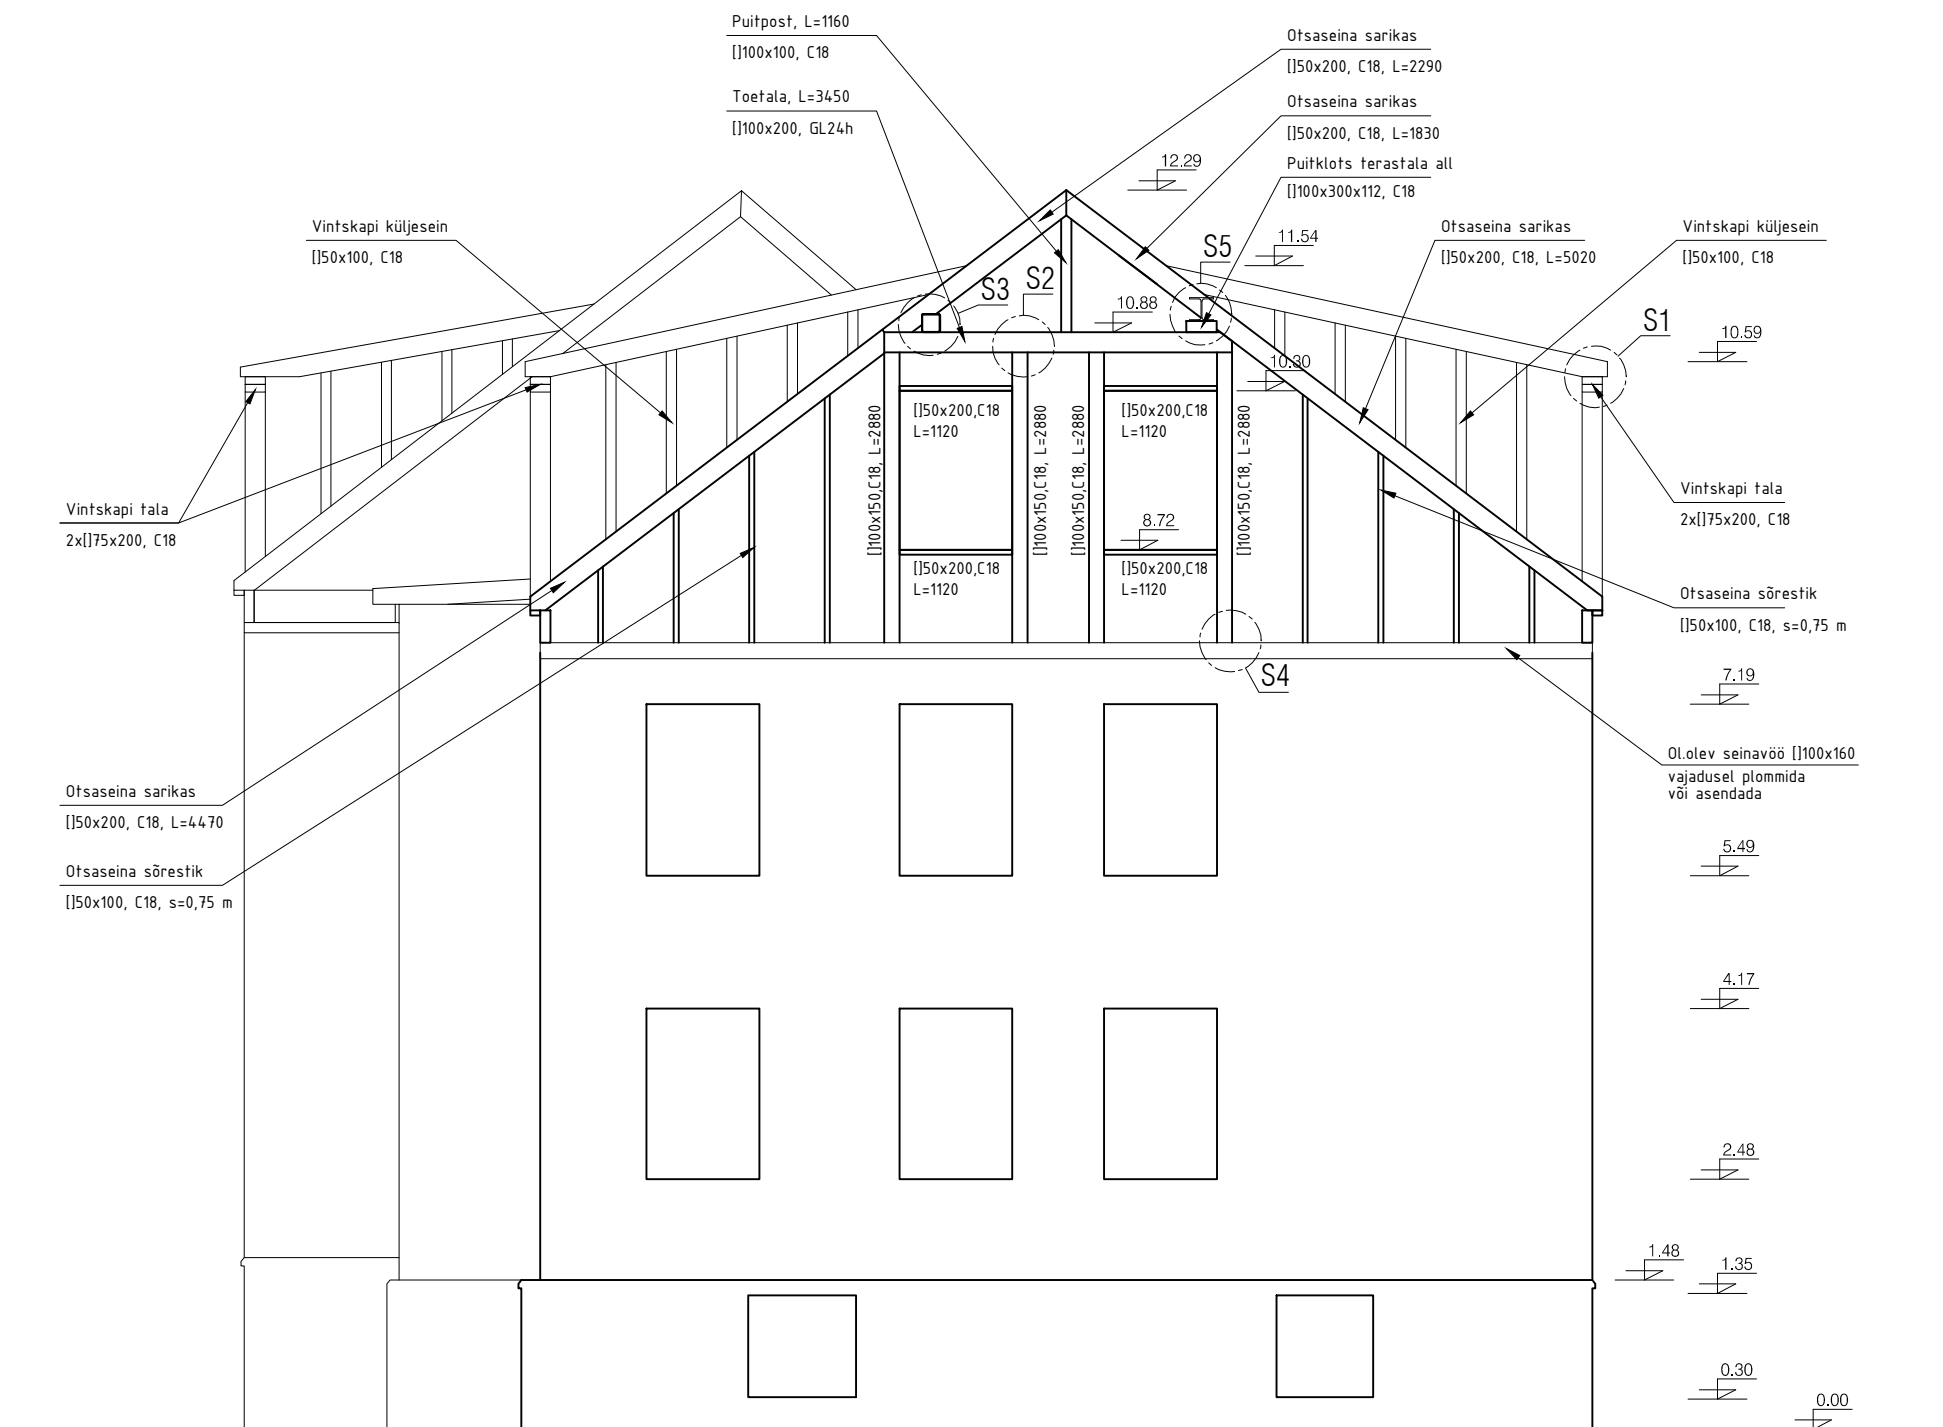 Puitpost, L=1160
[]100x100, C18
Toetala, L=3450
[]100x200, GL24h
Otsaseina sarikas
[]50x200, C18, L=2290
Otsaseina sarikas
[]50x200, C18, L=1830
Puitklots terastala all
[]100x300x112, C18
12.29
Vintskapi küljesein
[]50x100, C18
11.54
S5
Otsaseina sarikas
[]50x200, C18, L=5020
Vintskapi küljesein
[]50x100, C18
S3
S2
10.88
S1
10.59
10.30
[]50x200,C18
L=1120
[]50x200,C18
L=1120
[]100x150,C18, L=2880
[]100x150,C18, L=2880
[]100x150,C18, L=2880
[]100x150,C18, L=2880
Vintskapi tala
2x[]75x200, C18
Vintskapi tala
2x[]75x200, C18
8.72
[]50x200,C18
L=1120
[]50x200,C18
L=1120
Otsaseina sõrestik
[]50x100, C18, s=0,75 m
S4
7.19
Ol.olev seinavöö []100x160
vajadusel plommida
või asendada
Otsaseina sarikas
[]50x200, C18, L=4470
Otsaseina sõrestik
[]50x100, C18, s=0,75 m
5.49
4.17
2.48
1.48
1.35
0.30
0.00